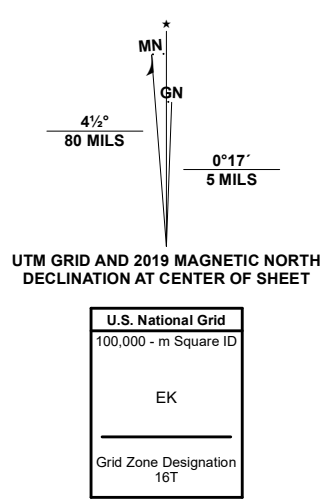 ★
MN
GN
4½°
80 MILS
0°17´
5 MILS
UTM GRID AND 2019 MAGNETIC NORTH
DECLINATION AT CENTER OF SHEET
U.S. National Grid
100,000 - m Square ID
EK
Grid Zone Designation
16T